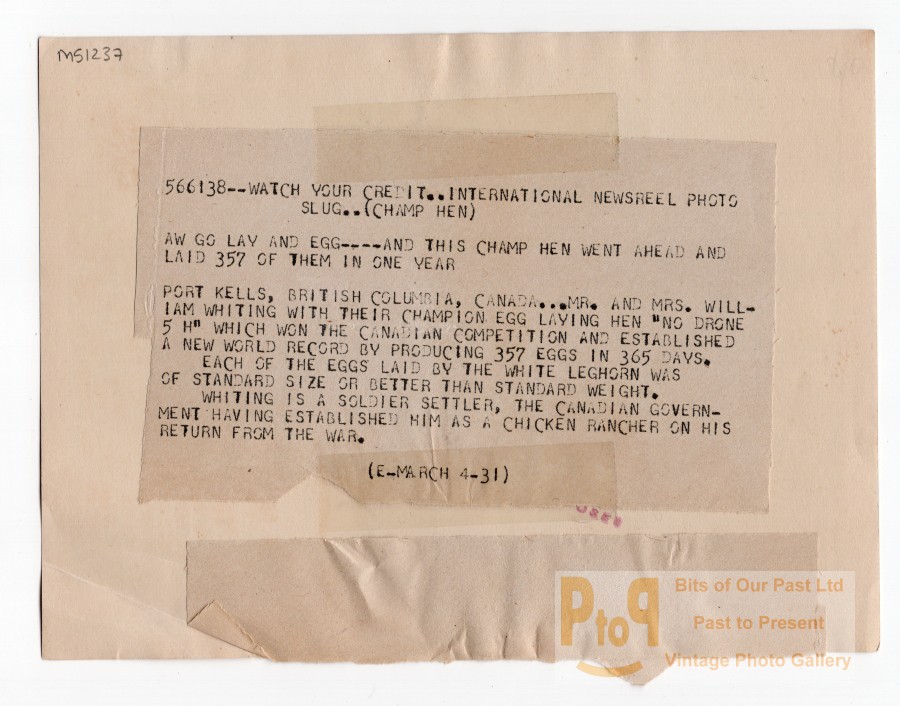 M51237
566138--WATCH YOUR CREDIT..INTERNATIONAL NEWSREEL PHOTO
SLUG..(CHAMP HEN)
AW GO LAY AND EGG----AND THIS CHAMP HEN WENT AHEAD AND
LAID 357 OF THEM IN ONE YEAR
PORT KELLS, BRITISH COLUMBIA, CANADA...MR. AND MRS. WILL-
IAM WHITING WITH THEIR CHAMPION EGG LAYING HEN "NO DRONE
5 H" WHICH WON THE CANADIAN COMPETITION AND ESTABLISHED
A NEW WORLD RECORD BY PRODUCING 357 EGGS IN 365 DAYS.
EACH OF THE EGGS LAID BY THE WHITE LEGHORN WAS
OF STANDARD SIZE OR BETTER THAN STANDARD WEIGHT.
WHITING IS A SOLDIER SETTLER, THE CANADIAN GOVERN-
MENT HAVING ESTABLISHED HIM AS A CHICKEN RANCHER ON HIS
RETURN FROM THE WAR.
(E-MARCH 4-31)
PtoP
Bits of Our Past Ltd
Past to Present
Vintage Photo Gallery